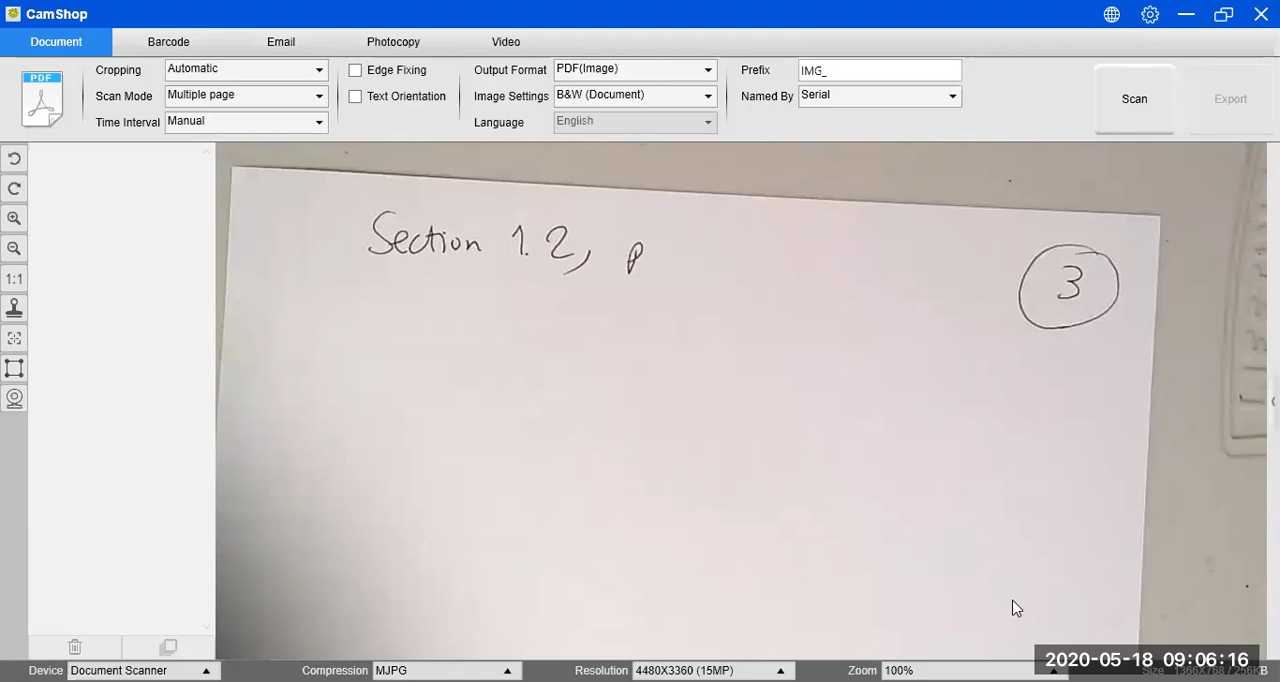 CamShop
Document Barcode Email Photocopy Video
PDF
Cropping Automatic Edge Fixing Output Format PDF(Image) Prefix IMG_
Scan Mode Multiple page Text Orientation Image Settings B&W (Document) Named By Serial Scan Export
Time Interval Manual Language English
1:1
Section 1.2, p
3
Device Document Scanner Compression MJPG Resolution 4480X3360 (15MP) Zoom 100%
2020-05-18 09:06:16